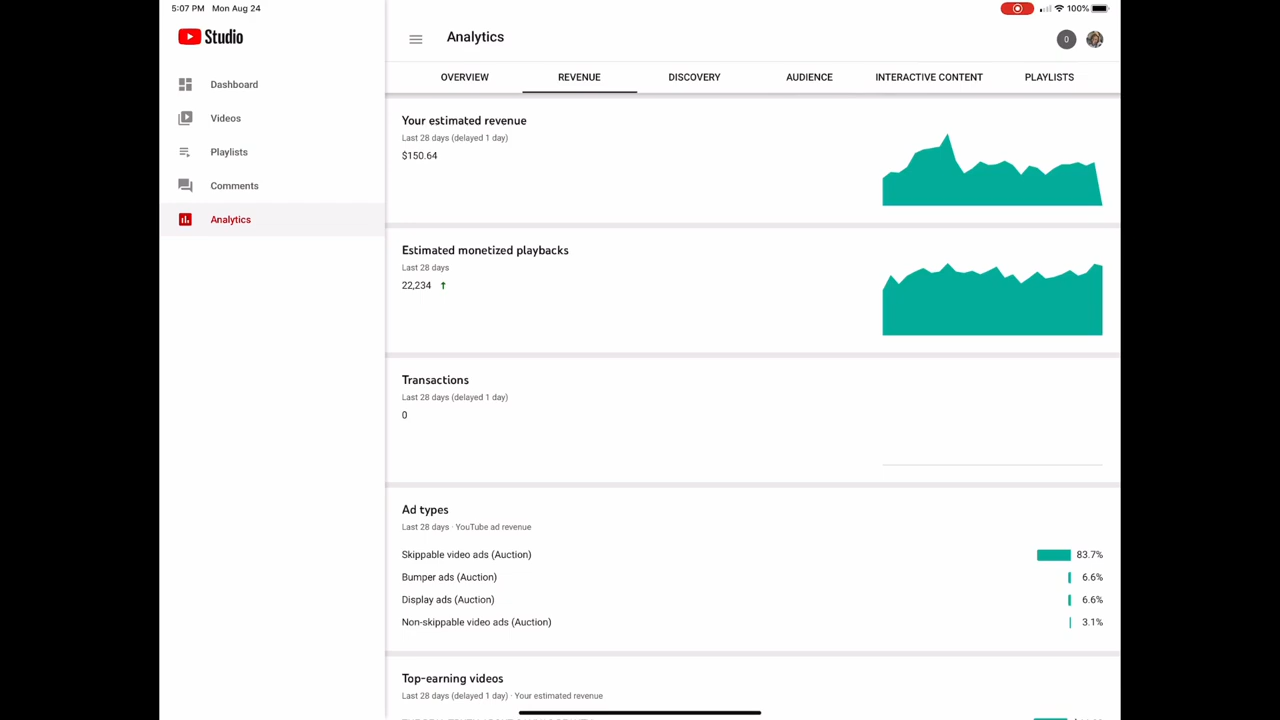 5:07 PM Mon Aug 24
100%
Studio
Dashboard
Videos
Playlists
Comments
Analytics
Analytics
0
OVERVIEW
REVENUE
DISCOVERY
AUDIENCE
INTERACTIVE CONTENT
PLAYLISTS
Your estimated revenue
Last 28 days (delayed 1 day)
$150.64
Estimated monetized playbacks
Last 28 days
22,234
Transactions
Last 28 days (delayed 1 day)
0
Ad types
Last 28 days · YouTube ad revenue
Skippable video ads (Auction) 83.7%
Bumper ads (Auction) 6.6%
Display ads (Auction) 6.6%
Non-skippable video ads (Auction) 3.1%
Top-earning videos
Last 28 days (delayed 1 day) · Your estimated revenue